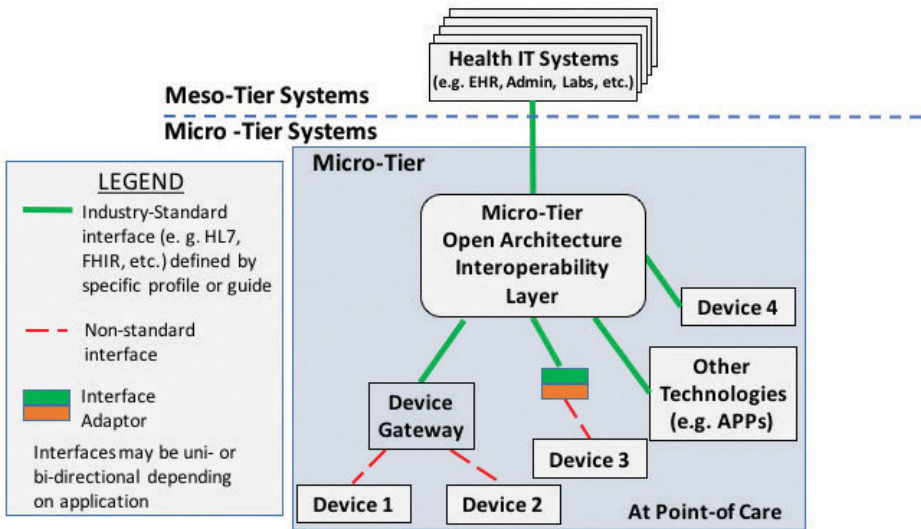 Health IT Systems
(e.g. EHR, Admin, Labs, etc.)
Meso-Tier Systems
Micro -Tier Systems
LEGEND
Industry-Standard
interface (e. g. HL7,
FHIR, etc.) defined by
specific profile or guide
Non-standard
interface
Interface
Adaptor
Interfaces may be uni- or
bi-directional depending
on application
Micro-Tier
Micro-Tier
Open Architecture
Interoperability
Layer
Device 4
Other
Technologies
(e.g. APPs)
Device
Gateway
Device 3
Device 1
Device 2
At Point-of Care